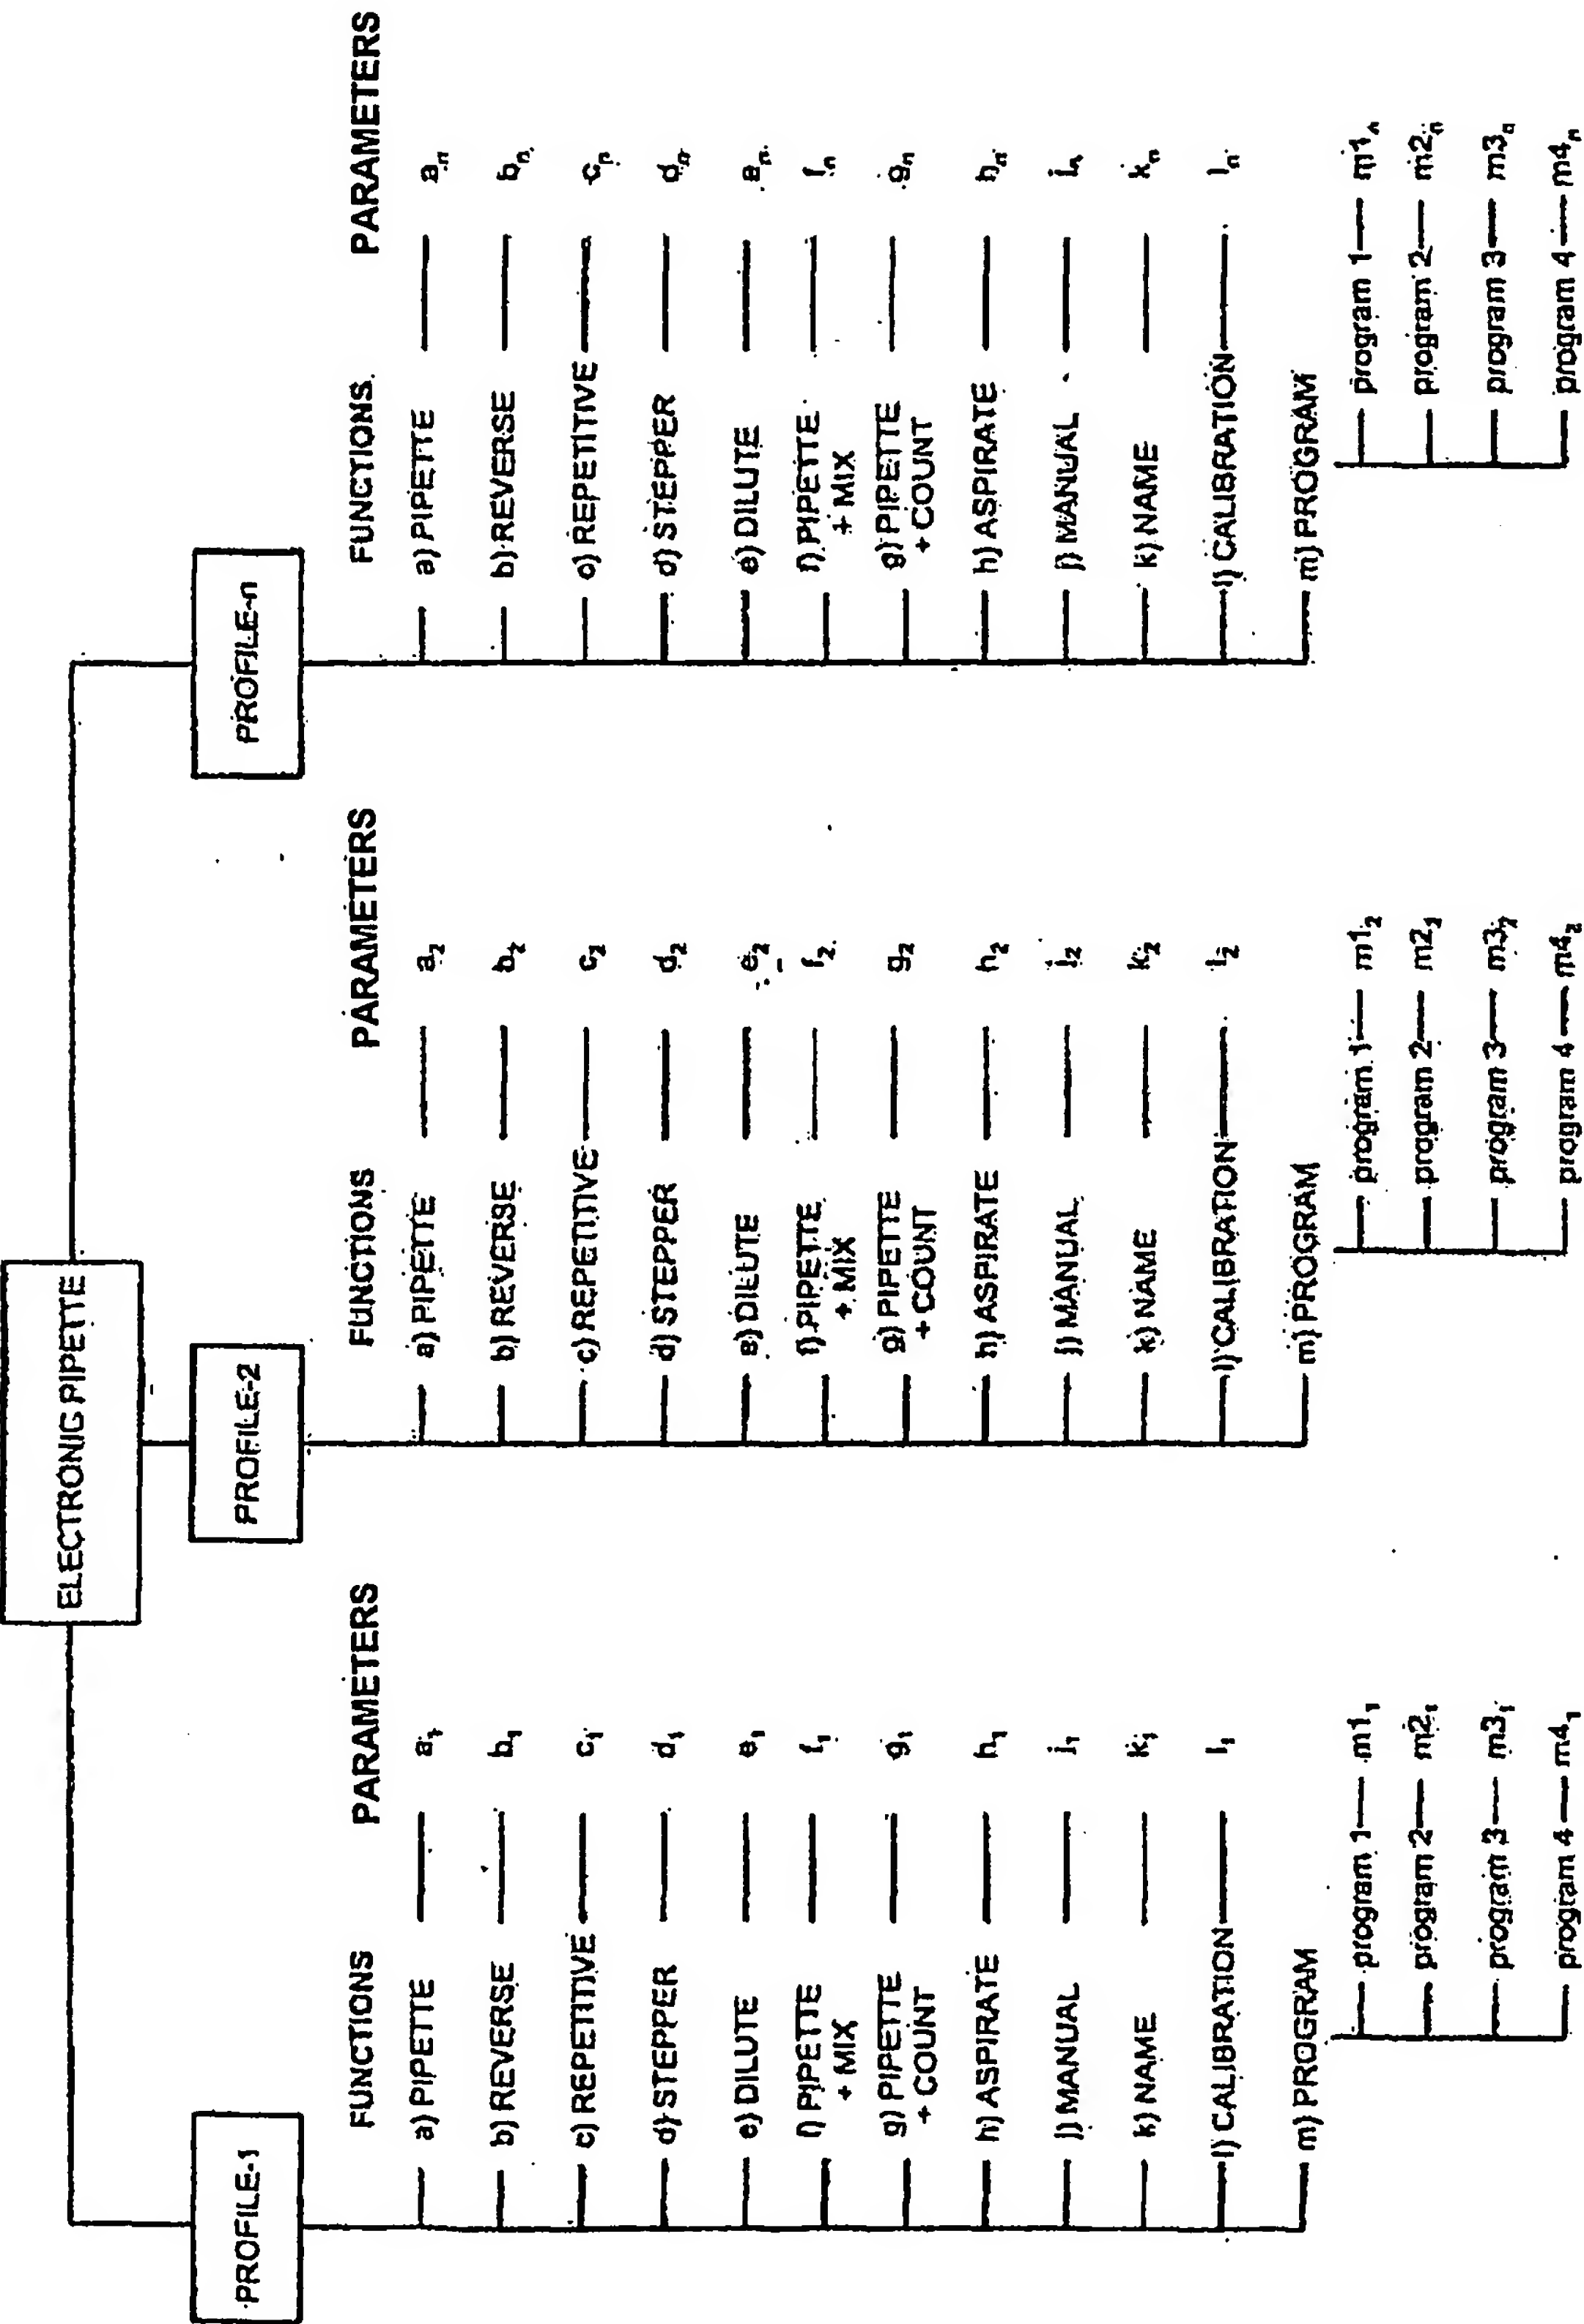 ELECTRONIC PIPETTE
PROFILE-1
FUNCTIONS PARAMETERS
a) PIPETTE a₁
b) REVERSE b₁
c) REPETITIVE c₁
d) STEPPER d₁
e) DILUTE e₁
f) PIPETTE f₁
+ MIX
g) PIPETTE g₁
+ COUNT
h) ASPIRATE h₁
j) MANUAL j₁
k) NAME k₁
l) CALIBRATION l₁
m) PROGRAM
program 1 m1₁
program 2 m2₁
program 3 m3₁
program 4 m4₁
PROFILE-2
FUNCTIONS PARAMETERS
a) PIPETTE a₂
b) REVERSE b₂
c) REPETITIVE c₂
d) STEPPER d₂
e) DILUTE e₂
f) PIPETTE f₂
+ MIX
g) PIPETTE g₂
+ COUNT
h) ASPIRATE h₂
j) MANUAL j₂
k) NAME k₂
l) CALIBRATION l₂
m) PROGRAM
program 1 m1₂
program 2 m2₂
program 3 m3₂
program 4 m4₂
PROFILE-n
FUNCTIONS PARAMETERS
a) PIPETTE aₙ
b) REVERSE bₙ
c) REPETITIVE cₙ
d) STEPPER dₙ
e) DILUTE eₙ
f) PIPETTE fₙ
+ MIX
g) PIPETTE gₙ
+ COUNT
h) ASPIRATE hₙ
j) MANUAL jₙ
k) NAME kₙ
l) CALIBRATION lₙ
m) PROGRAM
program 1 m1ₙ
program 2 m2ₙ
program 3 m3ₙ
program 4 m4ₙ